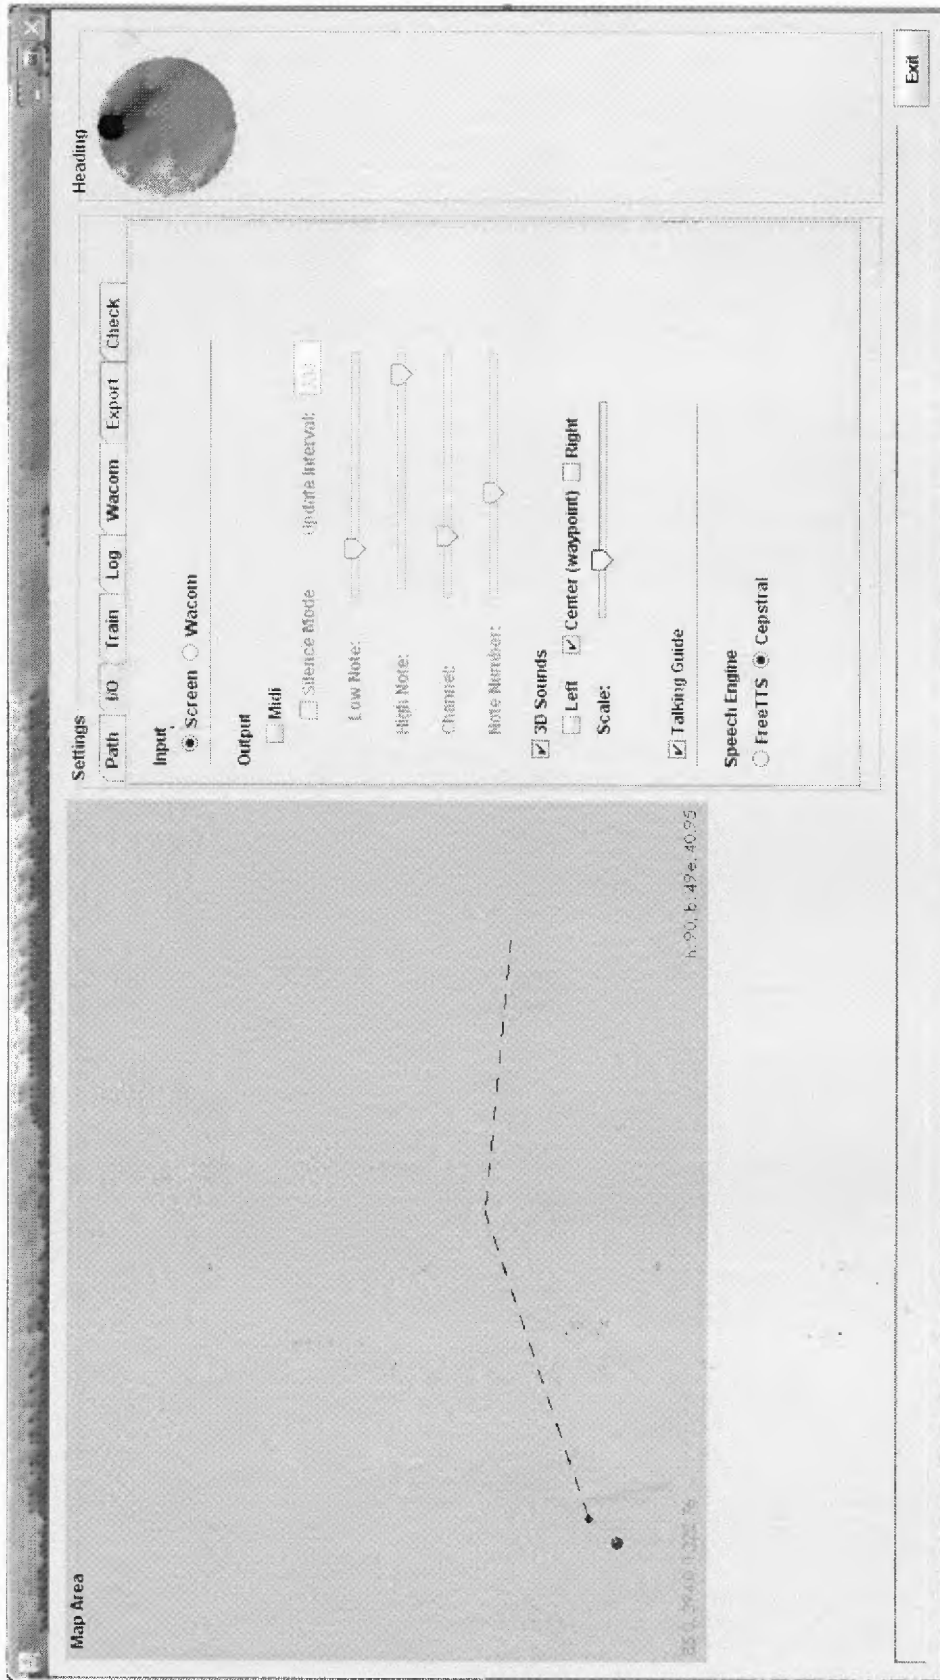 Map Area
h: 90, b: 49 e, 40.95
Settings
Path I/O Train Log Wacom Export Check
Input
Screen Wacom
Output
Midi
Silence Mode Update Interval:
Low Note:
High Note:
Channel:
Note Number:
3D Sounds
Left Center (waypoint) Right
Scale:
Talking Guide
Speech Engine
FreeTTS Cepstral
Heading
Exit